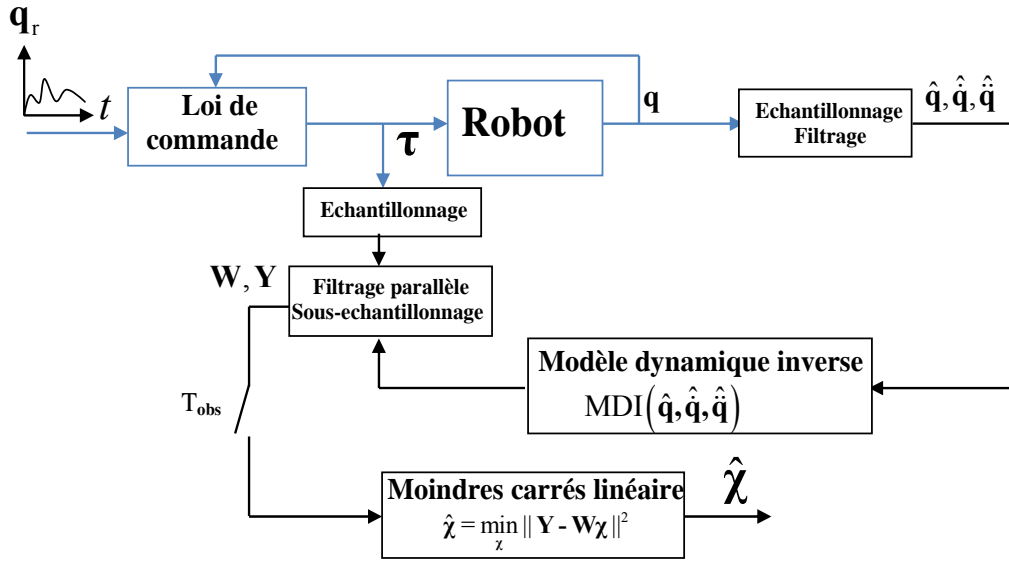 q_r
t
Loi de
commande
τ
Robot
q
Echantillonnage
Filtrage
q̂, q̇̂, q̈̂
Echantillonnage
W, Y
Filtrage parallèle
Sous-echantillonnage
Modèle dynamique inverse
MDI(q̂, q̇̂, q̈̂)
T_obs
Moindres carrés linéaire
χ̂ = min_χ || Y - Wχ ||²
χ̂